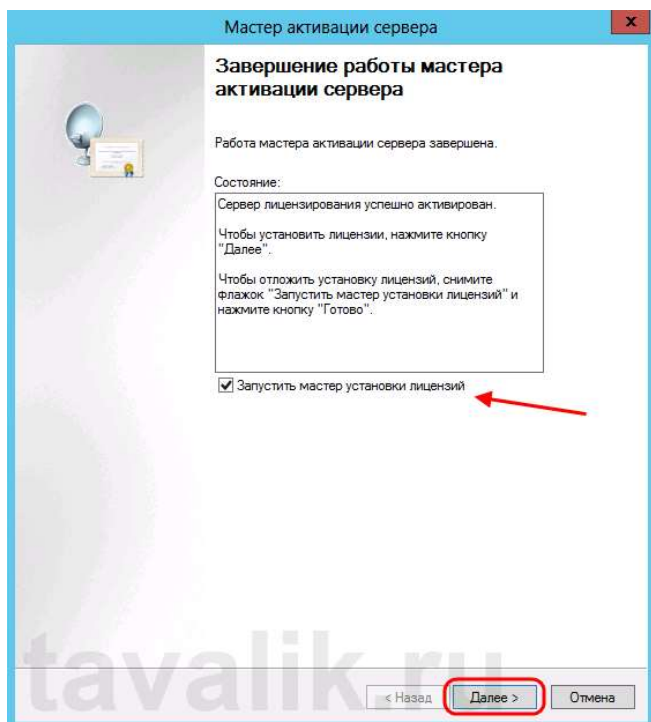 Мастер активации сервера
x
Завершение работы мастера
активации сервера
Работа мастера активации сервера завершена.
Состояние:
Сервер лицензирования успешно активирован.
Чтобы установить лицензии, нажмите кнопку
"Далее".
Чтобы отложить установку лицензий, снимите
флажок "Запустить мастер установки лицензий" и
нажмите кнопку "Готово".
Запустить мастер установки лицензий
tavalik.ru
< Назад Далее > Отмена